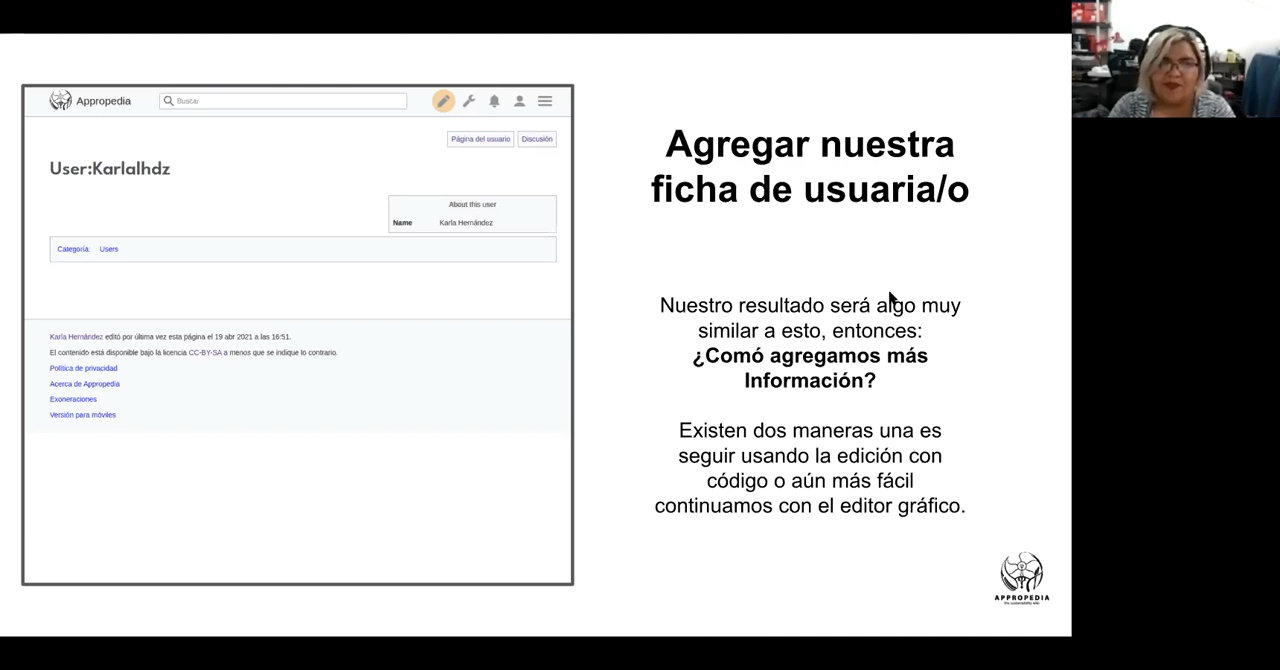 Appropedia
Buscar
Página del usuario
Discusión
User:Karlalhdz
About this user
Name Karla Hernández
Categoría: Users
Karla Hernández editó por última vez esta página el 19 abr 2021 a las 16:51.
El contenido está disponible bajo la licencia CC-BY-SA a menos que se indique lo contrario.
Política de privacidad
Acerca de Appropedia
Exoneraciones
Versión para móviles
Agregar nuestra
ficha de usuaria/o
Nuestro resultado será algo muy
similar a esto, entonces:
¿Comó agregamos más
Información?
Existen dos maneras una es
seguir usando la edición con
código o aún más fácil
continuamos con el editor gráfico.
APPROPEDIA
the sustainability wiki